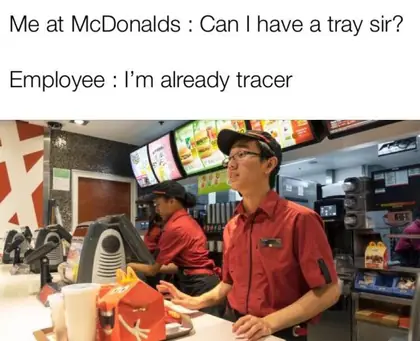 Me at McDonalds : Can I have a tray sir?
Employee : I'm already tracer